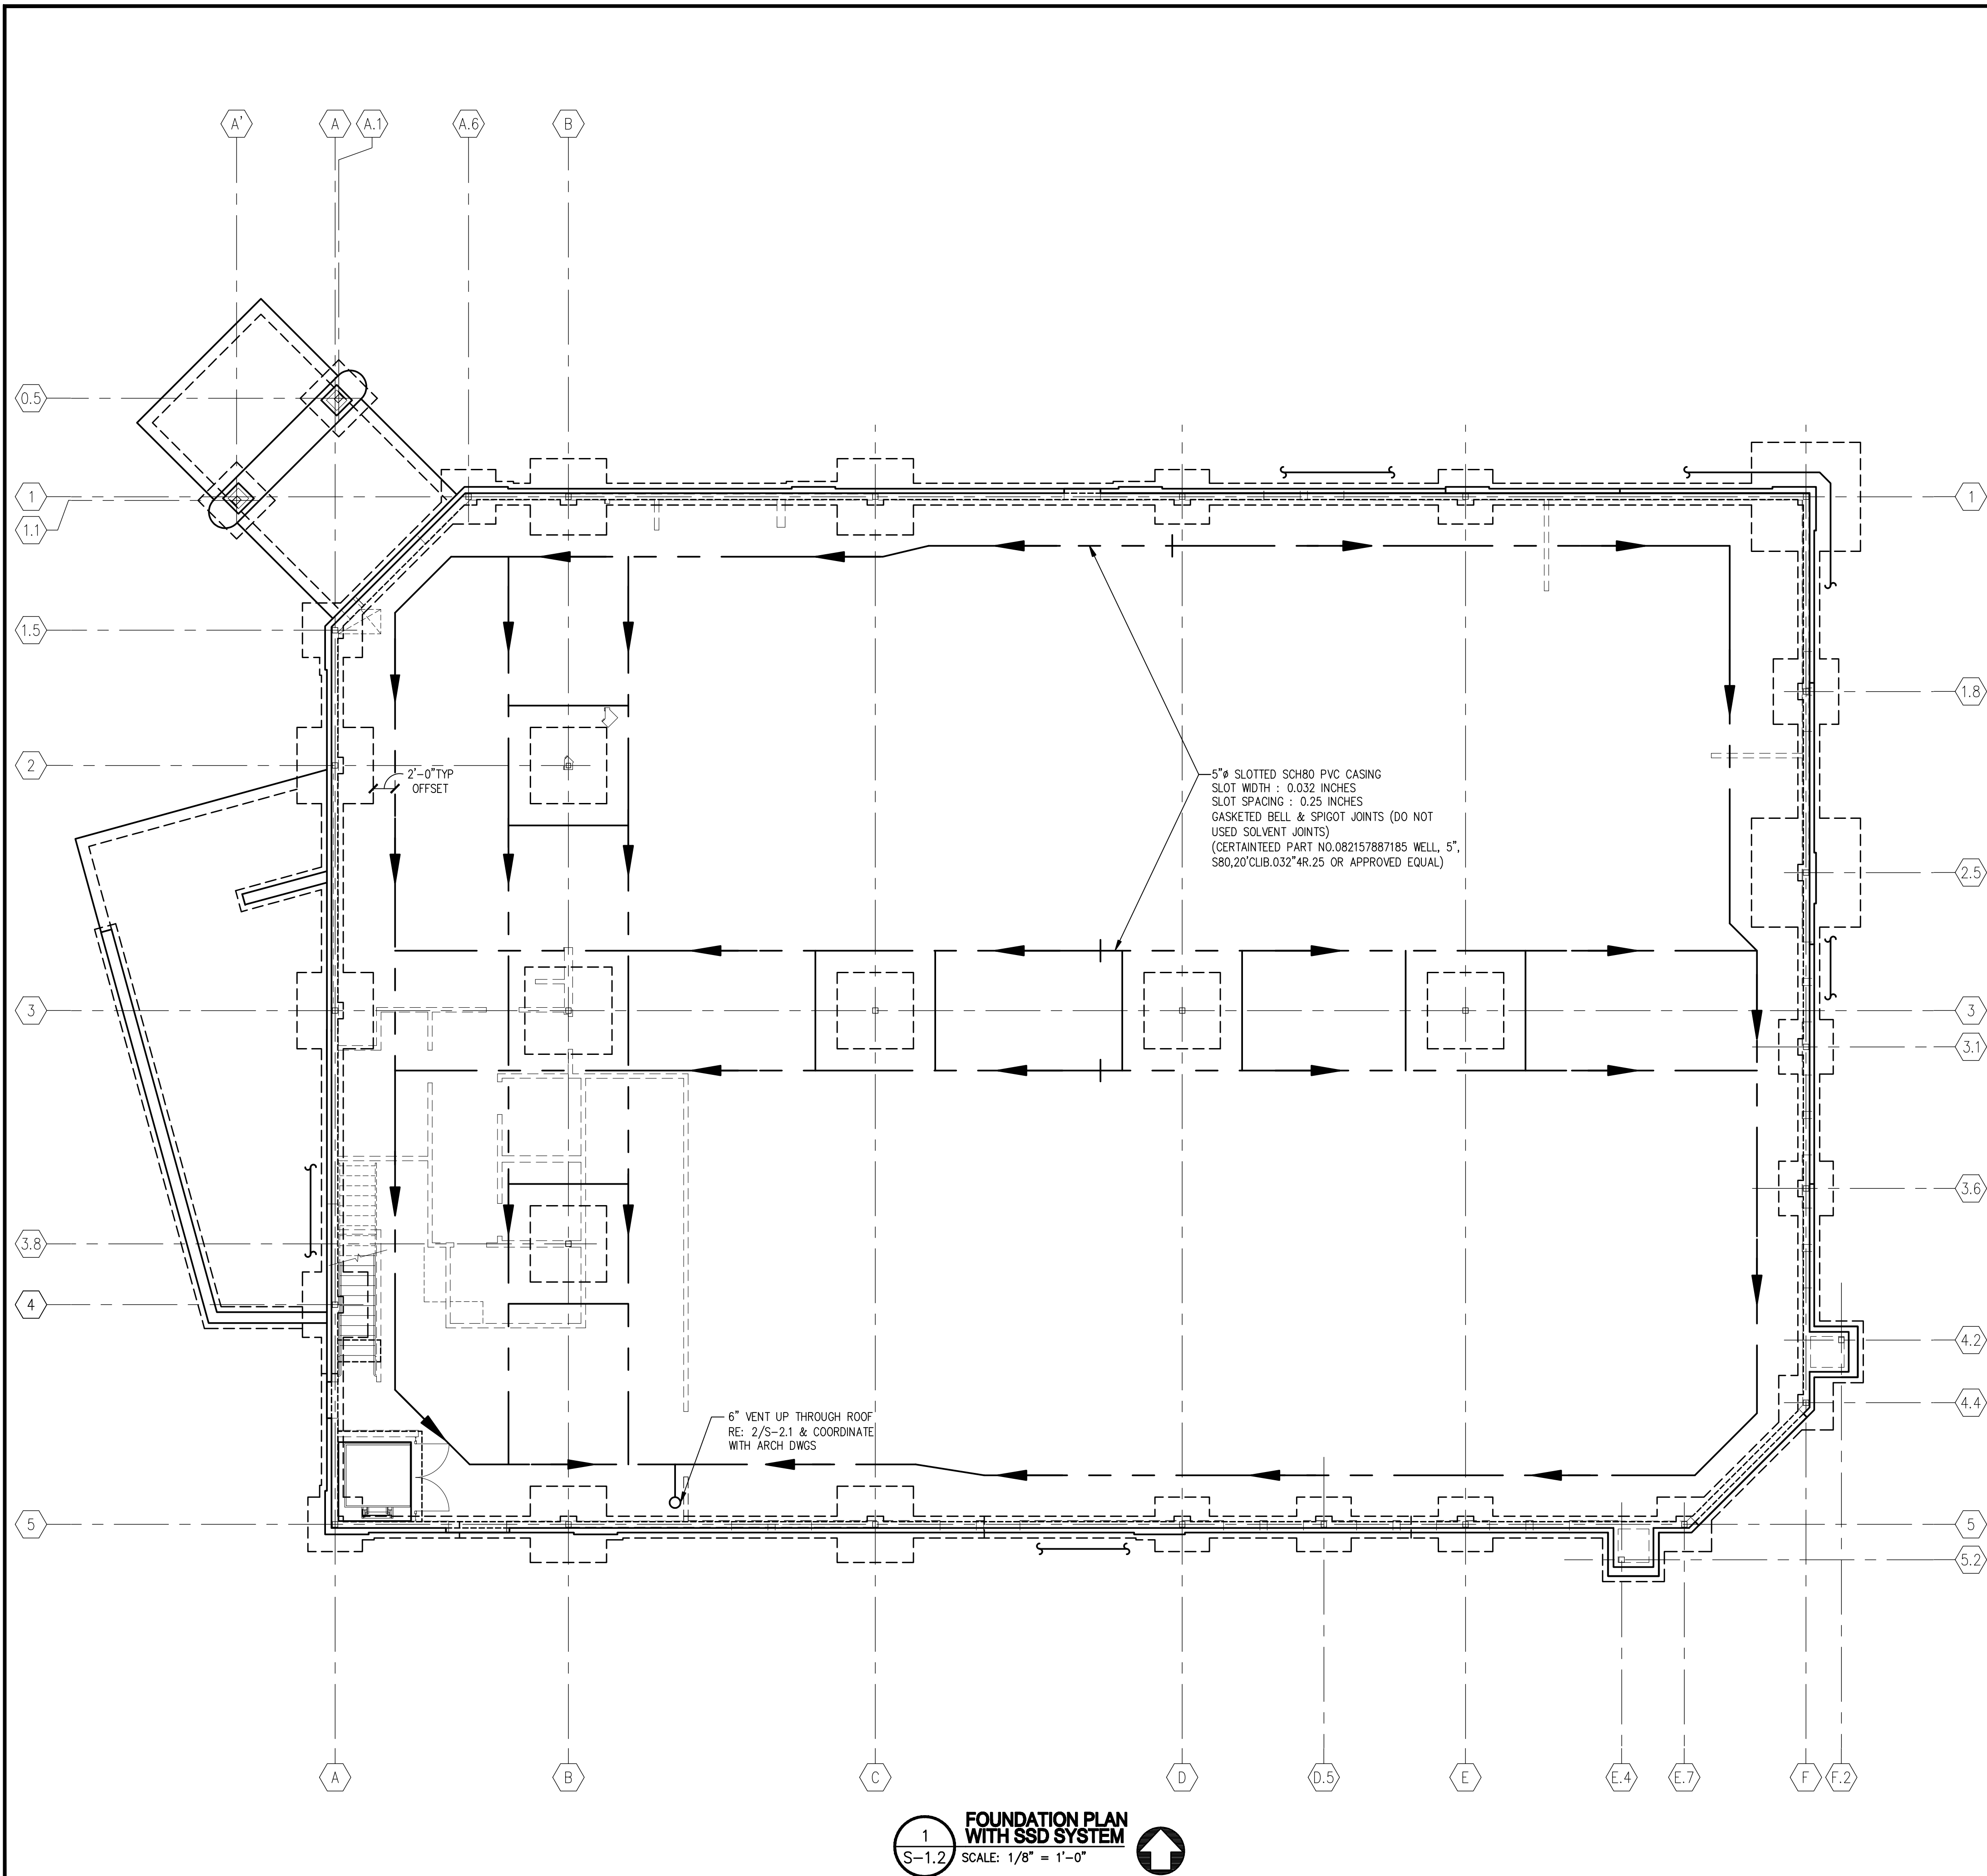 A'
A
A.1
A.6
B
0.5
1
1
1.1
1.5
1.8
2
2'-0"TYP
OFFSET
5"ø SLOTTED SCH80 PVC CASING
SLOT WIDTH : 0.032 INCHES
SLOT SPACING : 0.25 INCHES
GASKETED BELL & SPIGOT JOINTS (DO NOT
USED SOLVENT JOINTS)
(CERTAINTEED PART NO.082157887185 WELL, 5",
S80,20'CLIB.032"4R.25 OR APPROVED EQUAL)
2.5
3
3
3.1
3.6
3.8
4
4.2
4.4
6" VENT UP THROUGH ROOF
RE: 2/S-2.1 & COORDINATE
WITH ARCH DWGS
5
5
5.2
A
B
C
D
D.5
E
E.4
E.7
F
F.2
1
S-1.2
FOUNDATION PLAN
WITH SSD SYSTEM
SCALE: 1/8" = 1'-0"